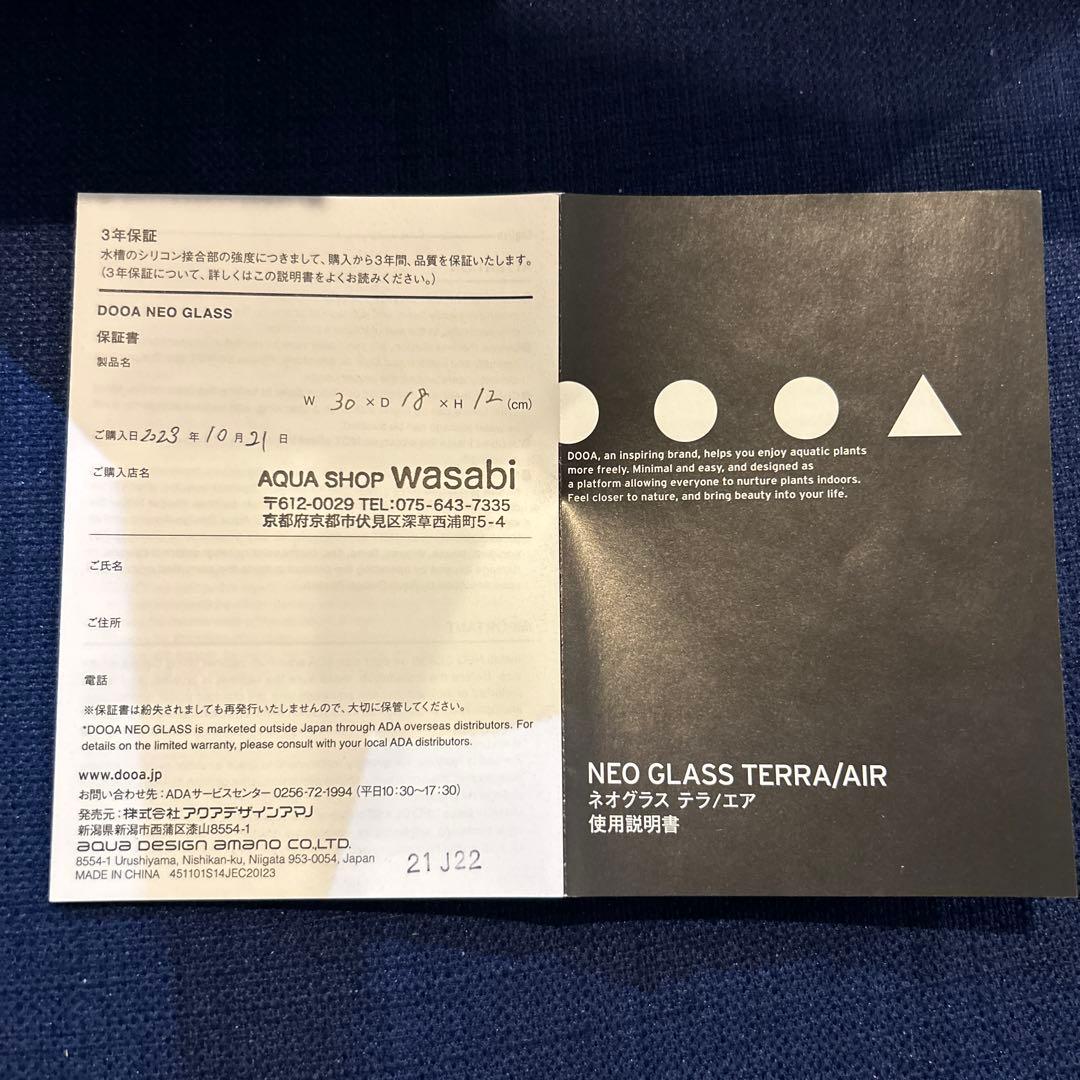 3年保証
水槽のシリコン接合部の強度につきまして、購入から3年間、品質を保証いたします。
(3年保証について、詳しくはこの説明書をよくお読みください。)
DOOA NEO GLASS
保証書
製品名
W 30 × D 18 × H 12 (cm)
ご購入日 2023 年 10 月 21 日
ご購入店名
AQUA SHOP wasabi
〒612-0029 TEL:075-643-7335
京都府京都市伏見区深草西浦町5-4
ご氏名
ご住所
電話
※保証書は紛失されましても再発行いたしませんので、大切に保管してください。
*DOOA NEO GLASS is marketed outside Japan through ADA overseas distributors. For
details on the limited warranty, please consult with your local ADA distributors.
www.dooa.jp
お問い合わせ先:ADAサービスセンター 0256-72-1994 (平日10:30〜17:30)
発売元:株式会社アクアデザインアマノ
新潟県新潟市西蒲区漆山8554-1
aqua design amano CO.,LTD.
8554-1 Urushiyama, Nishikan-ku, Niigata 953-0054, Japan
MADE IN CHINA 451101S14JEC20I23
21 J22
DOOA, an inspiring brand, helps you enjoy aquatic plants
more freely. Minimal and easy, and designed as
a platform allowing everyone to nurture plants indoors.
Feel closer to nature, and bring beauty into your life.
NEO GLASS TERRA/AIR
ネオグラス テラ/エア
使用説明書